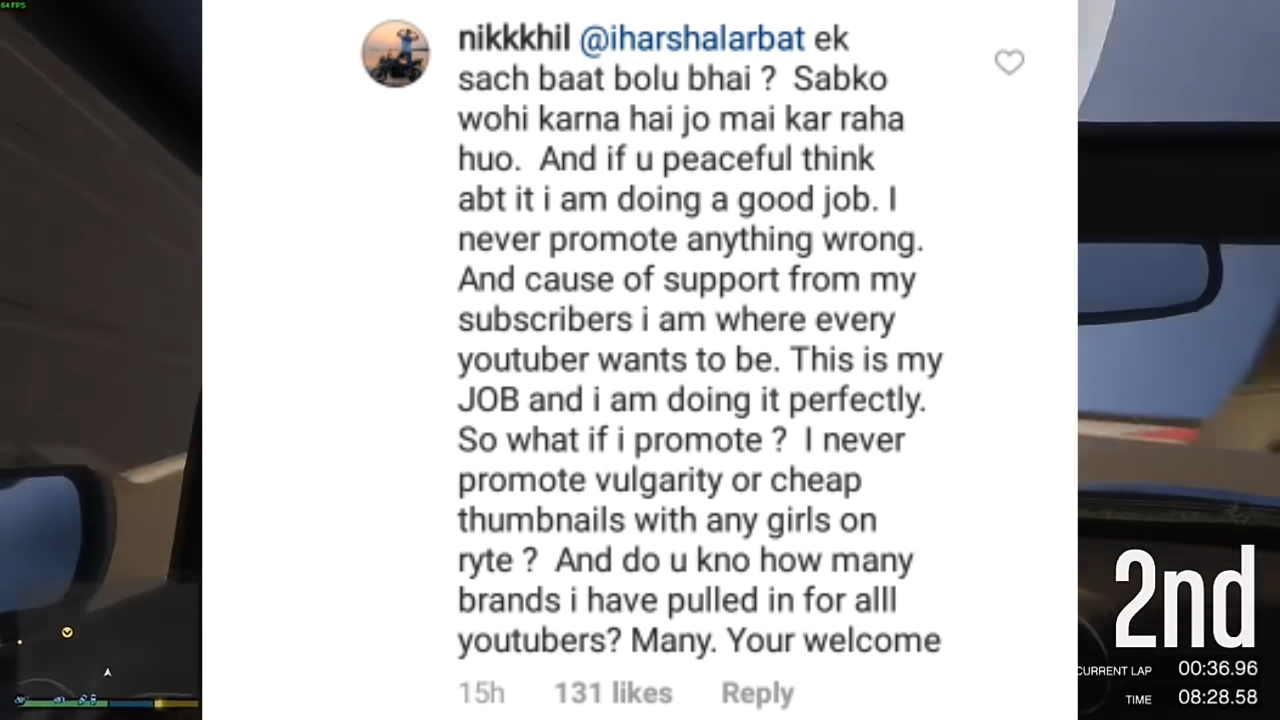 64 FPS
nikkkhil @iharshalarbat ek
sach baat bolu bhai ?  Sabko
wohi karna hai jo mai kar raha
huo.  And if u peaceful think
abt it i am doing a good job. I
never promote anything wrong.
And cause of support from my
subscribers i am where every
youtuber wants to be. This is my
JOB and i am doing it perfectly.
So what if i promote ?  I never
promote vulgarity or cheap
thumbnails with any girls on
ryte ?  And do u kno how many
brands i have pulled in for alll
youtubers? Many. Your welcome
15h 131 likes Reply
2nd
CURRENT LAP 00:36.96
TIME 08:28.58